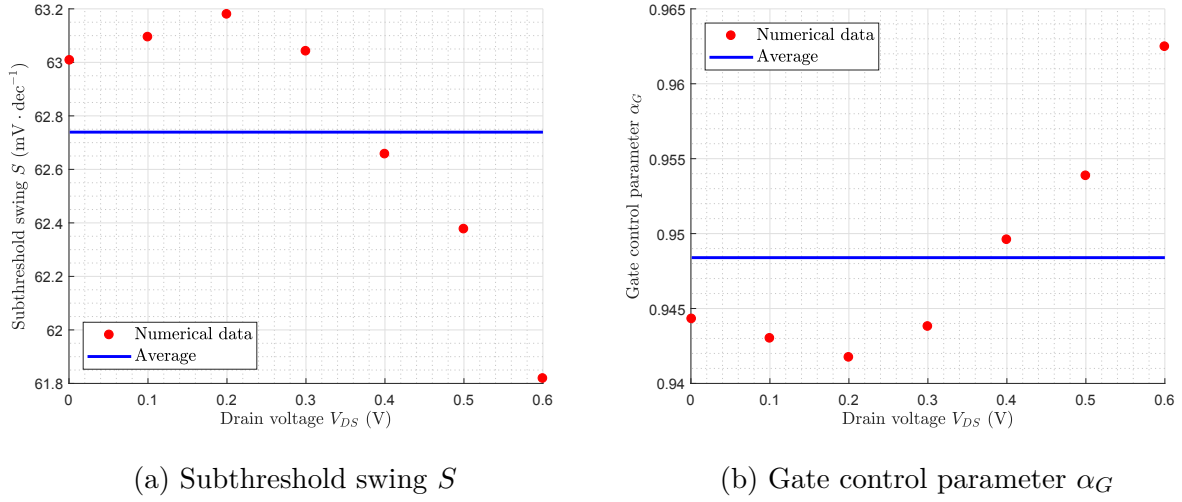 63.2
63
62.8
62.6
62.4
62.2
62
61.8
Subthreshold swing S (mV · dec⁻¹)
Numerical data
Average
0 0.1 0.2 0.3 0.4 0.5 0.6
Drain voltage V_{DS} (V)
(a) Subthreshold swing S
0.965
0.96
0.955
0.95
0.945
0.94
Gate control parameter α_G
Numerical data
Average
0 0.1 0.2 0.3 0.4 0.5 0.6
Drain voltage V_{DS} (V)
(b) Gate control parameter α_G